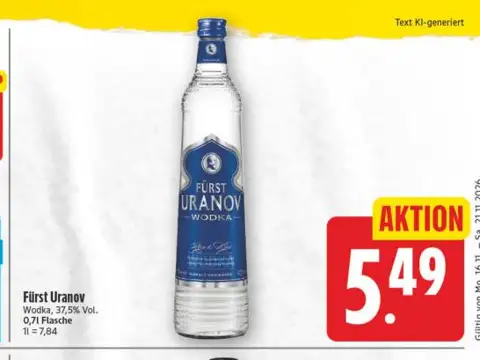 Text KI-generiert
FÜRST
URANOV
WODKA
AKTION
5.49
Fürst Uranov
Wodka, 37,5% Vol.
0,7l Flasche
1l = 7,84
Gültig von Mo. 16.11. – Sa. 21.11.2026